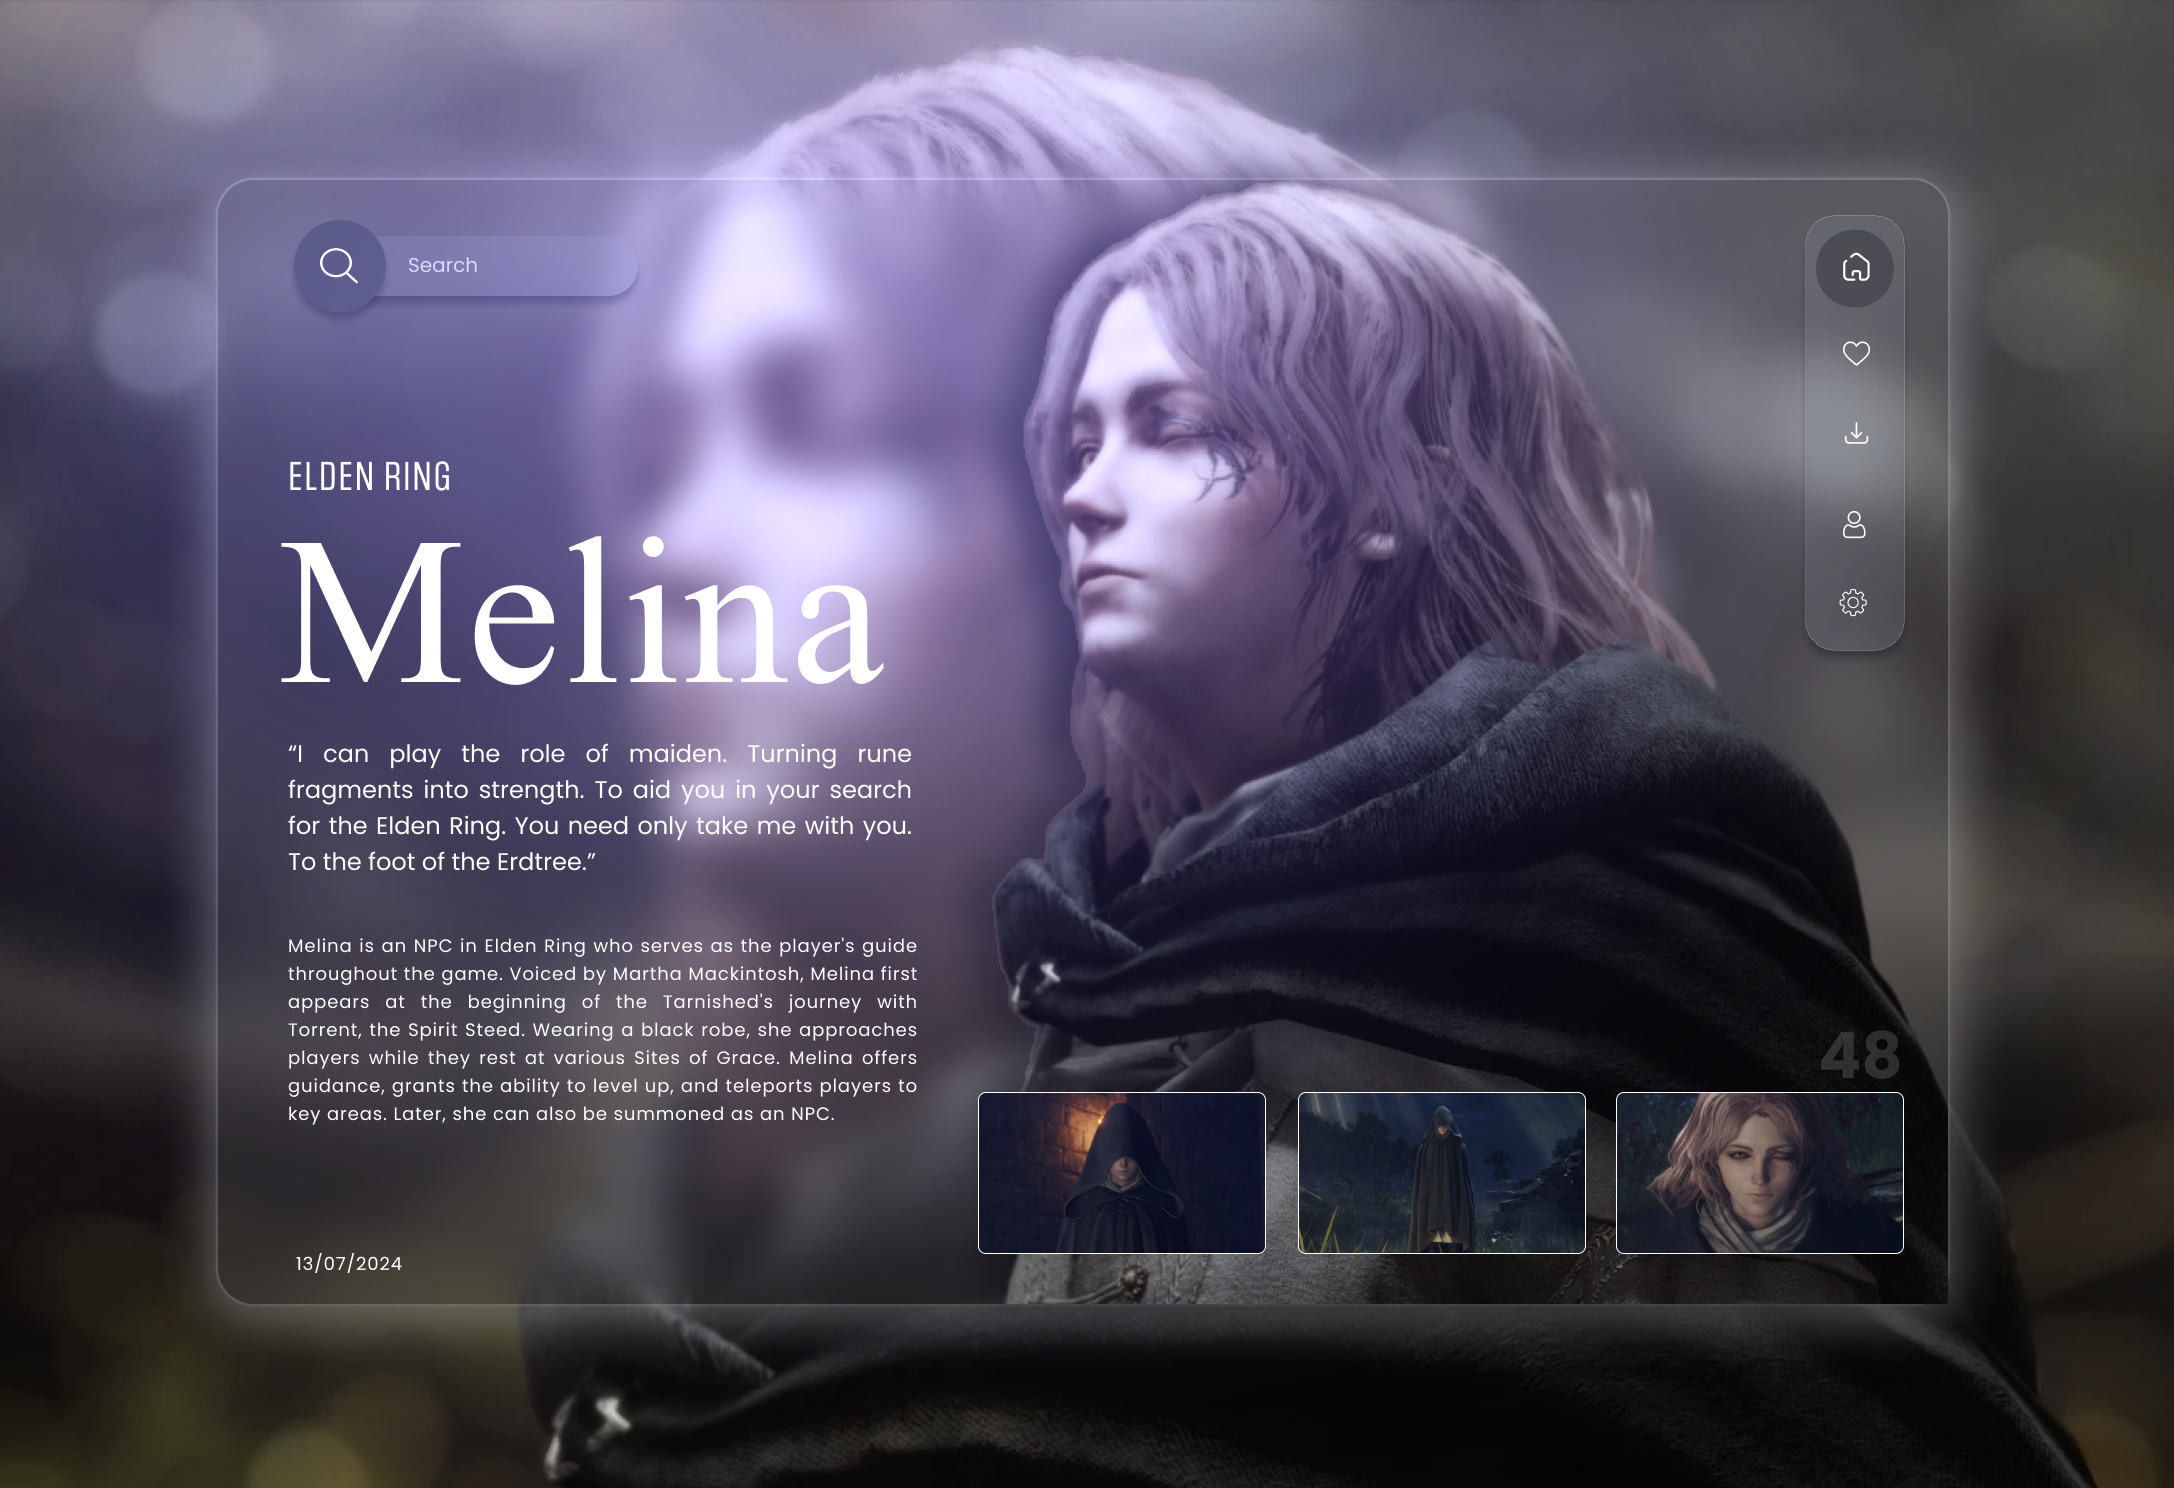 Search
ELDEN RING
Melina
“I can play the role of maiden. Turning rune
fragments into strength. To aid you in your search
for the Elden Ring. You need only take me with you.
To the foot of the Erdtree.”
Melina is an NPC in Elden Ring who serves as the player's guide
throughout the game. Voiced by Martha Mackintosh, Melina first
appears at the beginning of the Tarnished's journey with
Torrent, the Spirit Steed. Wearing a black robe, she approaches
players while they rest at various Sites of Grace. Melina offers
guidance, grants the ability to level up, and teleports players to
key areas. Later, she can also be summoned as an NPC.
48
13/07/2024